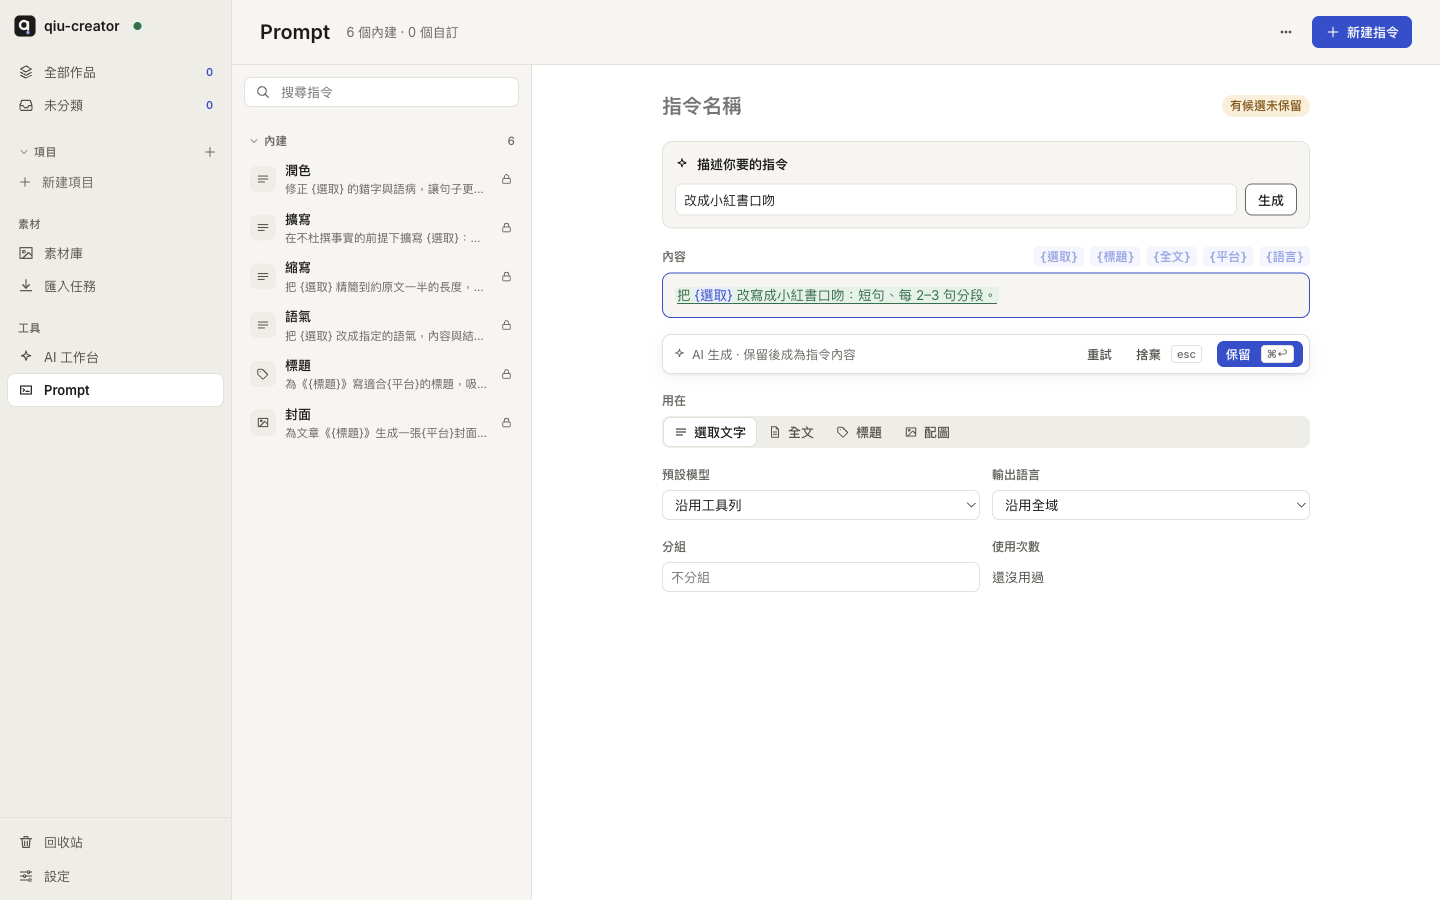 qiu-creator
全部作品 0
未分類 0
項目
新建項目
素材
素材庫
匯入任務
工具
AI 工作台
Prompt
回收站
設定
Prompt 6 個內建 · 0 個自訂
新建指令
搜尋指令
內建 6
潤色
修正 {選取} 的錯字與語病，讓句子更...
擴寫
在不杜撰事實的前提下擴寫 {選取}：...
縮寫
把 {選取} 精簡到約原文一半的長度，...
語氣
把 {選取} 改成指定的語氣，內容與結...
標題
為《{標題}》寫適合{平台}的標題，吸...
封面
為文章《{標題}》生成一張{平台}封面...
指令名稱 有候選未保留
描述你要的指令
改成小紅書口吻 生成
內容 {選取} {標題} {全文} {平台} {語言}
把 {選取} 改寫成小紅書口吻：短句、每 2–3 句分段。
AI 生成 · 保留後成為指令內容 重試 捨棄 esc 保留 ⌘↩
用在
選取文字 全文 標題 配圖
預設模型 輸出語言
沿用工具列 沿用全域
分組 使用次數
不分組 還沒用過